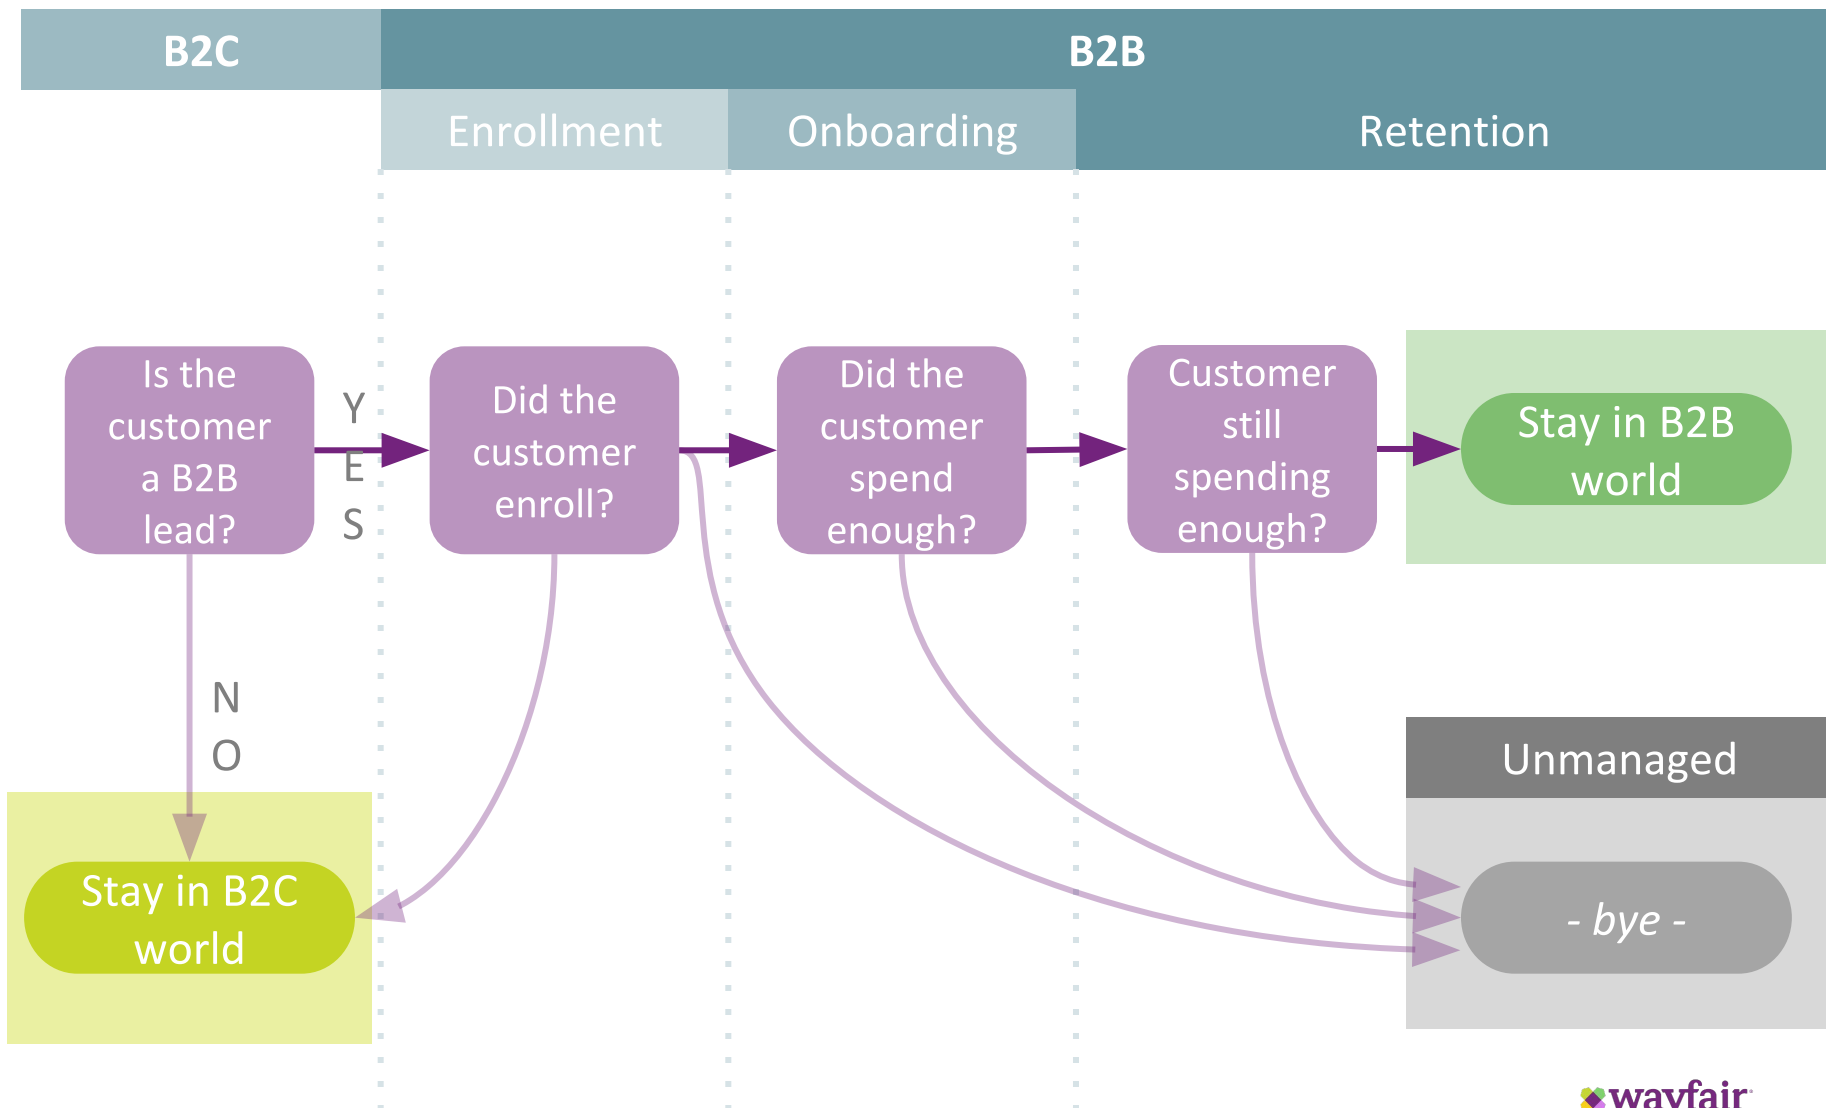 B2C
B2B
Enrollment
Onboarding
Retention
Is the
customer
a B2B
lead?
Y
E
S
Did the
customer
enroll?
Did the
customer
spend
enough?
Customer
still
spending
enough?
Stay in B2B
world
N
O
Unmanaged
Stay in B2C
world
- bye -
wayfair